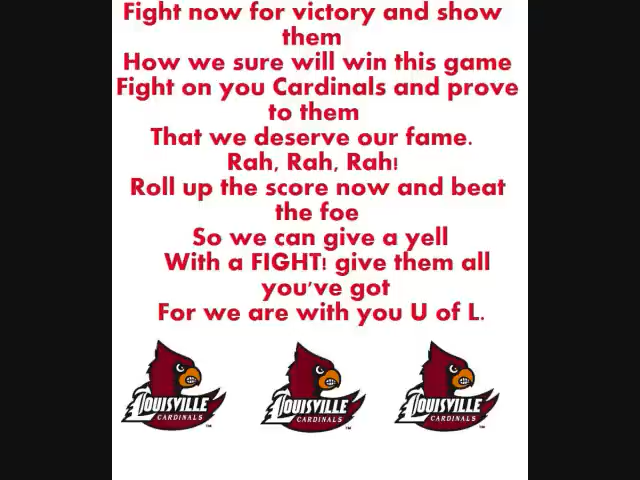 Fight now for victory and show
them
How we sure will win this game
Fight on you Cardinals and prove
to them
That we deserve our fame.
Rah, Rah, Rah!
Roll up the score now and beat
the foe
So we can give a yell
With a FIGHT! give them all
you've got
For we are with you U of L.
LOUISVILLE LOUISVILLE LOUISVILLE
CARDINALS CARDINALS CARDINALS
TM TM TM